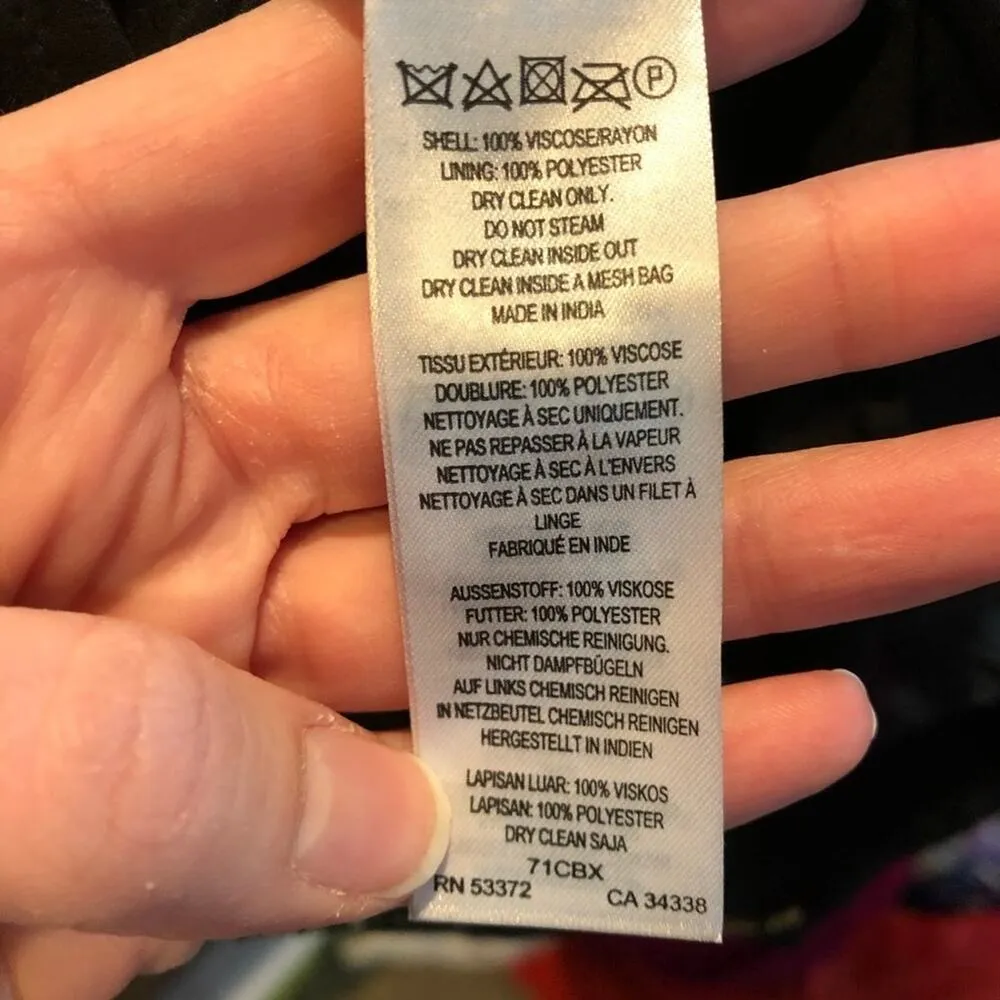 P
SHELL: 100% VISCOSE/RAYON
LINING: 100% POLYESTER
DRY CLEAN ONLY.
DO NOT STEAM
DRY CLEAN INSIDE OUT
DRY CLEAN INSIDE A MESH BAG
MADE IN INDIA
TISSU EXTÉRIEUR: 100% VISCOSE
DOUBLURE: 100% POLYESTER
NETTOYAGE À SEC UNIQUEMENT.
NE PAS REPASSER À LA VAPEUR
NETTOYAGE À SEC À L'ENVERS
NETTOYAGE À SEC DANS UN FILET À
LINGE
FABRIQUÉ EN INDE
AUSSENSTOFF: 100% VISKOSE
FUTTER: 100% POLYESTER
NUR CHEMISCHE REINIGUNG.
NICHT DAMPFBÜGELN
AUF LINKS CHEMISCH REINIGEN
IN NETZBEUTEL CHEMISCH REINIGEN
HERGESTELLT IN INDIEN
LAPISAN LUAR: 100% VISKOS
LAPISAN: 100% POLYESTER
DRY CLEAN SAJA
71CBX
RN 53372 CA 34338